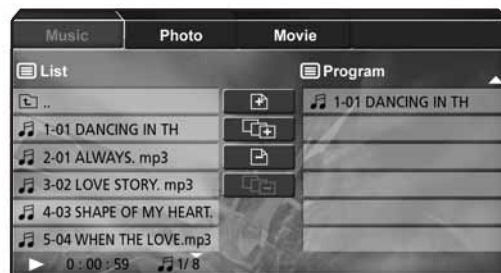 Music
Photo
Movie
List
Program
..
1-01 DANCING IN TH
1-01 DANCING IN TH
2-01 ALWAYS. mp3
3-02 LOVE STORY. mp3
4-03 SHAPE OF MY HEART.
5-04 WHEN THE LOVE.mp3
0 : 00 : 59
1/ 8